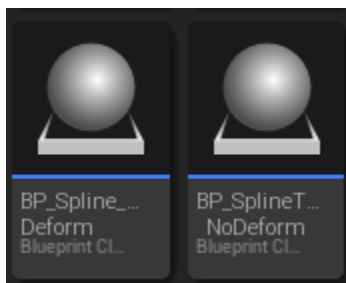 BP_Spline_...
Deform
Blueprint Cl...
BP_SplineT...
NoDeform
Blueprint Cl...